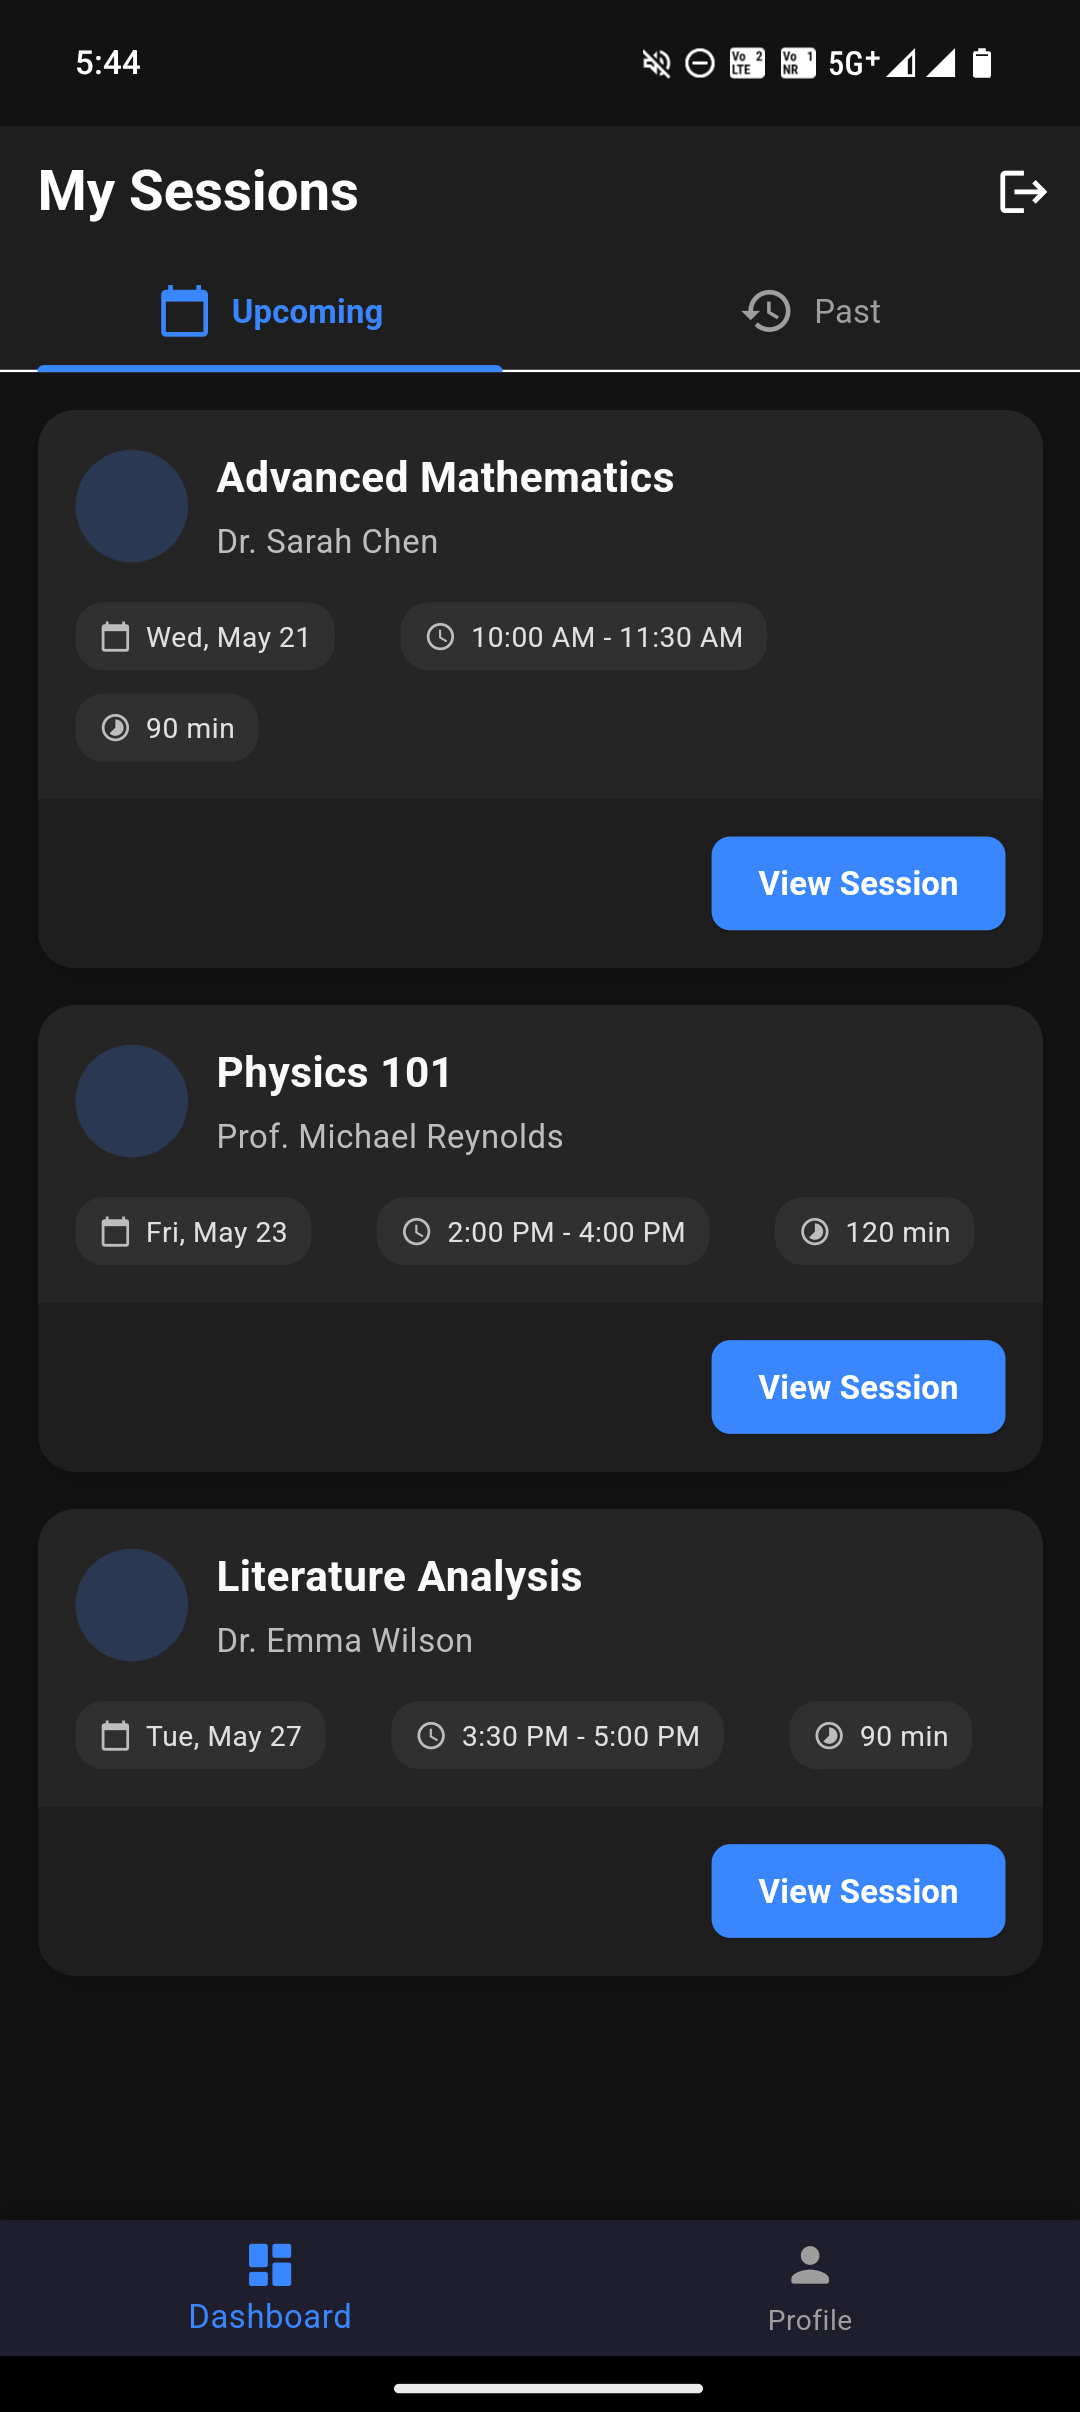 5:44
Vo 2
LTE
Vo 1
NR
5G+
My Sessions
Upcoming
Past
Advanced Mathematics
Dr. Sarah Chen
Wed, May 21
10:00 AM - 11:30 AM
90 min
View Session
Physics 101
Prof. Michael Reynolds
Fri, May 23
2:00 PM - 4:00 PM
120 min
View Session
Literature Analysis
Dr. Emma Wilson
Tue, May 27
3:30 PM - 5:00 PM
90 min
View Session
Dashboard
Profile